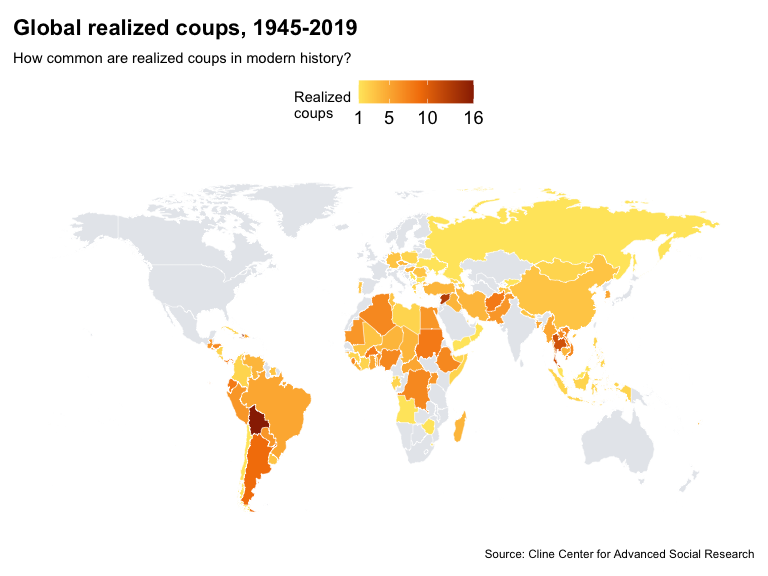 Global realized coups, 1945-2019
How common are realized coups in modern history?
Realized
coups
1 5 10 16
Source: Cline Center for Advanced Social Research